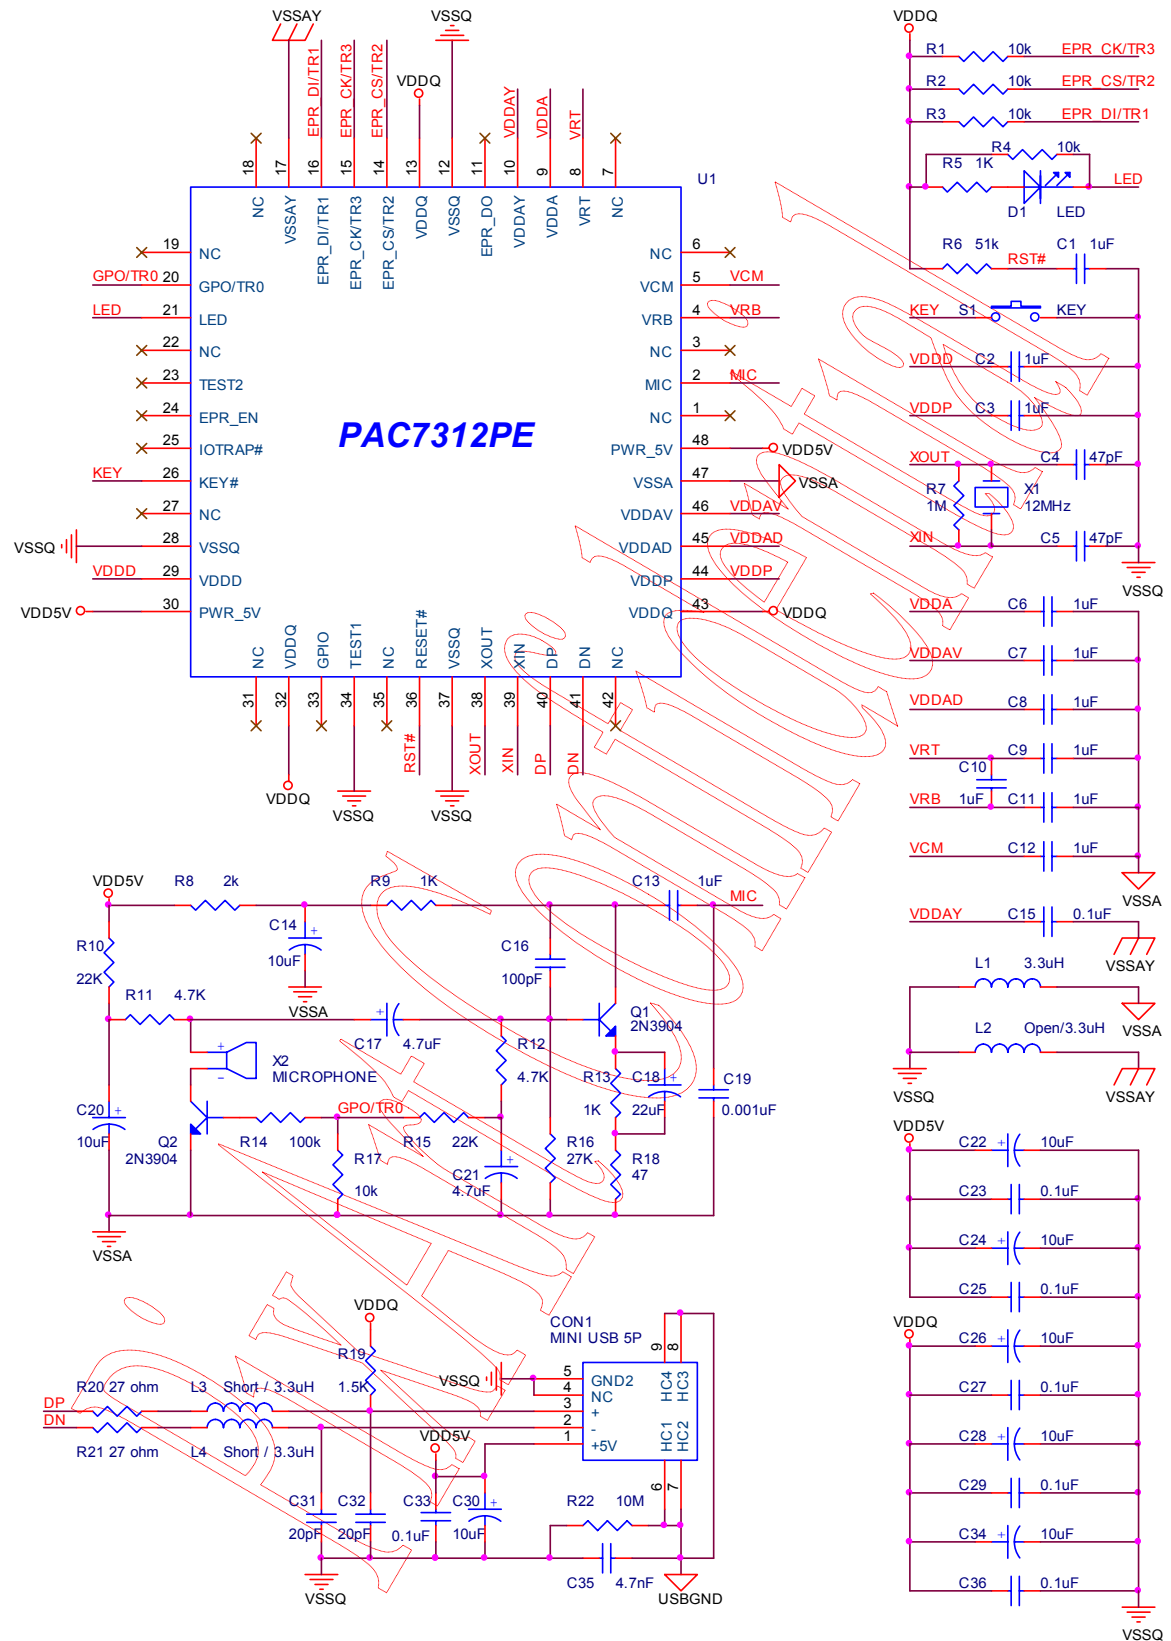 VSSAY
VSSQ
VDDQ
EPR_DI/TR1
EPR_CK/TR3
EPR_CS/TR2
VDDQ
VDDAY
VDDA
VRT
18
17
16
15
14
13
12
11
10
9
8
7
U1
NC
VSSAY
EPR_DI/TR1
EPR_CK/TR3
EPR_CS/TR2
VDDQ
VSSQ
EPR_DO
VDDAY
VDDA
VRT
NC
19 NC
GPO/TR0 20 GPO/TR0
LED 21 LED
22 NC
23 TEST2
24 EPR_EN
25 IOTRAP#
KEY 26 KEY#
27 NC
VSSQ 28 VSSQ
VDDD 29 VDDD
VDD5V 30 PWR_5V
PAC7312PE
NC 6
VCM 5 VCM
VRB 4 VRB
NC 3
MIC 2 MIC
NC 1
PWR_5V 48 VDD5V
VSSA 47 VSSA
VDDAV 46 VDDAV
VDDAD 45 VDDAD
VDDP 44 VDDP
VDDQ 43 VDDQ
NC
VDDQ
GPIO
TEST1
NC
RESET#
VSSQ
XOUT
XIN
DP
DN
NC
31
32
33
34
35
36
37
38
39
40
41
42
RST#
XOUT
XIN
DP
DN
VDDQ
VSSQ
VSSQ
R1 10k EPR_CK/TR3
R2 10k EPR_CS/TR2
R3 10k EPR_DI/TR1
R4 10k
R5 1K
LED
D1 LED
R6 51k RST# C1 1uF
KEY S1 KEY
VDDD C2 1uF
VDDP C3 1uF
XOUT C4 47pF
R7
1M
X1
12MHz
XIN C5 47pF
VSSQ
VDDA C6 1uF
VDDAV C7 1uF
VDDAD C8 1uF
VRT C9 1uF
C10
1uF
VRB C11 1uF
VCM C12 1uF
VSSA
VDDAY C15 0.1uF
VSSAY
L1 3.3uH
VSSA
L2 Open/3.3uH
VSSQ
VSSAY
VDD5V
R8 2k
R9 1K
C13 1uF
MIC
R10
22K
C14
10uF
VSSA
C16
100pF
R11 4.7K
C17 4.7uF
Q1
2N3904
R12
4.7K
X2
MICROPHONE
R13
1K
C18
22uF
C19
0.001uF
C20
10uF
Q2
2N3904
R14 100k
GPO/TR0
R15 22K
R17
10k
C21
4.7uF
R16
27K
R18
47
VSSA
VDD5V
C22 10uF
C23 0.1uF
C24 10uF
C25 0.1uF
VDDQ
C26 10uF
C27 0.1uF
C28 10uF
C29 0.1uF
C34 10uF
C36 0.1uF
VSSQ
VDDQ
R19
1.5K
CON1
MINI USB 5P
VSSQ
5 GND2
4 NC
3 +
2 -
1 +5V
9 HC4
8 HC3
HC1 6
HC2 7
DP R20 27 ohm L3 Short / 3.3uH
DN
R21 27 ohm L4 Short / 3.3uH
VDD5V
C31
20pF
C32
20pF
C33
0.1uF
C30
10uF
R22 10M
C35 4.7nF
VSSQ
USBGND